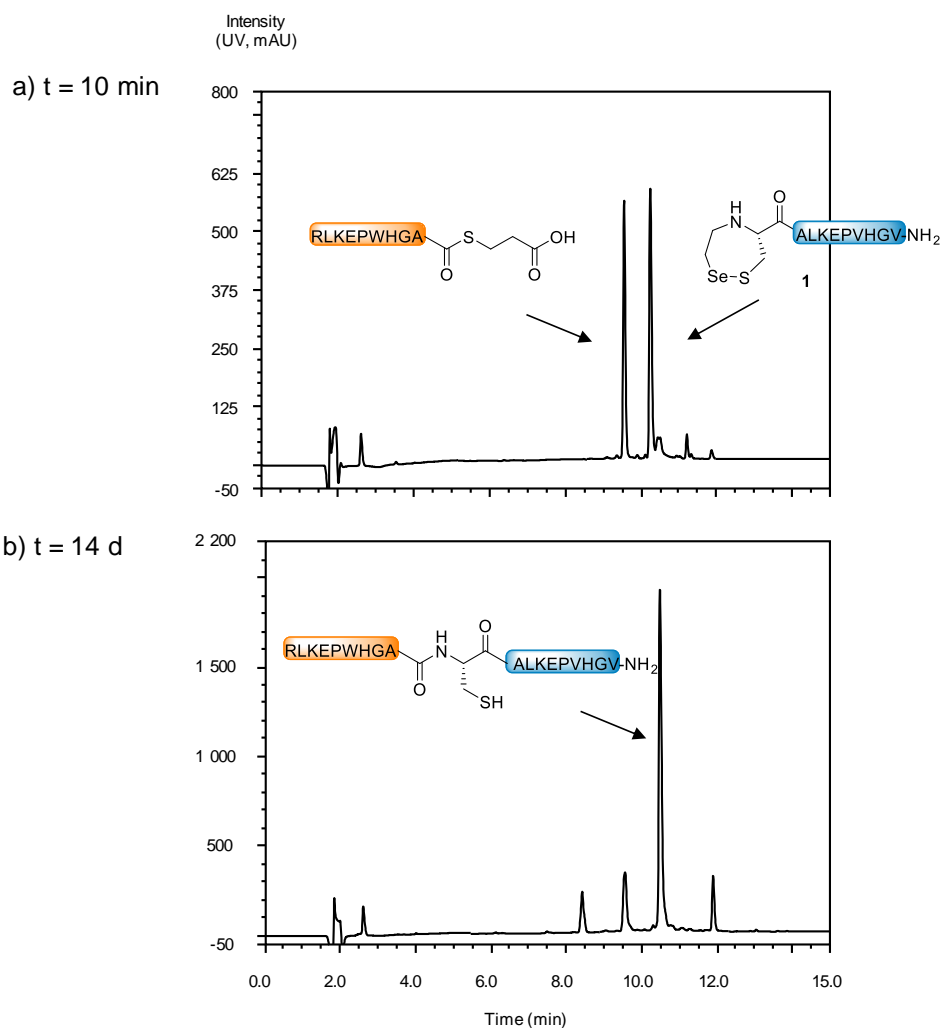 Intensity
(UV, mAU)
a) t = 10 min
800
625
500
375
250
125
-50
RLKEPWHGA
S
OH
O
O
H
N
O
ALKEPVHGV-NH2
Se-S
1
b) t = 14 d
2 200
1 500
1 000
500
-50
RLKEPWHGA
H
N
O
O
ALKEPVHGV-NH2
SH
0.0 2.0 4.0 6.0 8.0 10.0 12.0 15.0
Time (min)